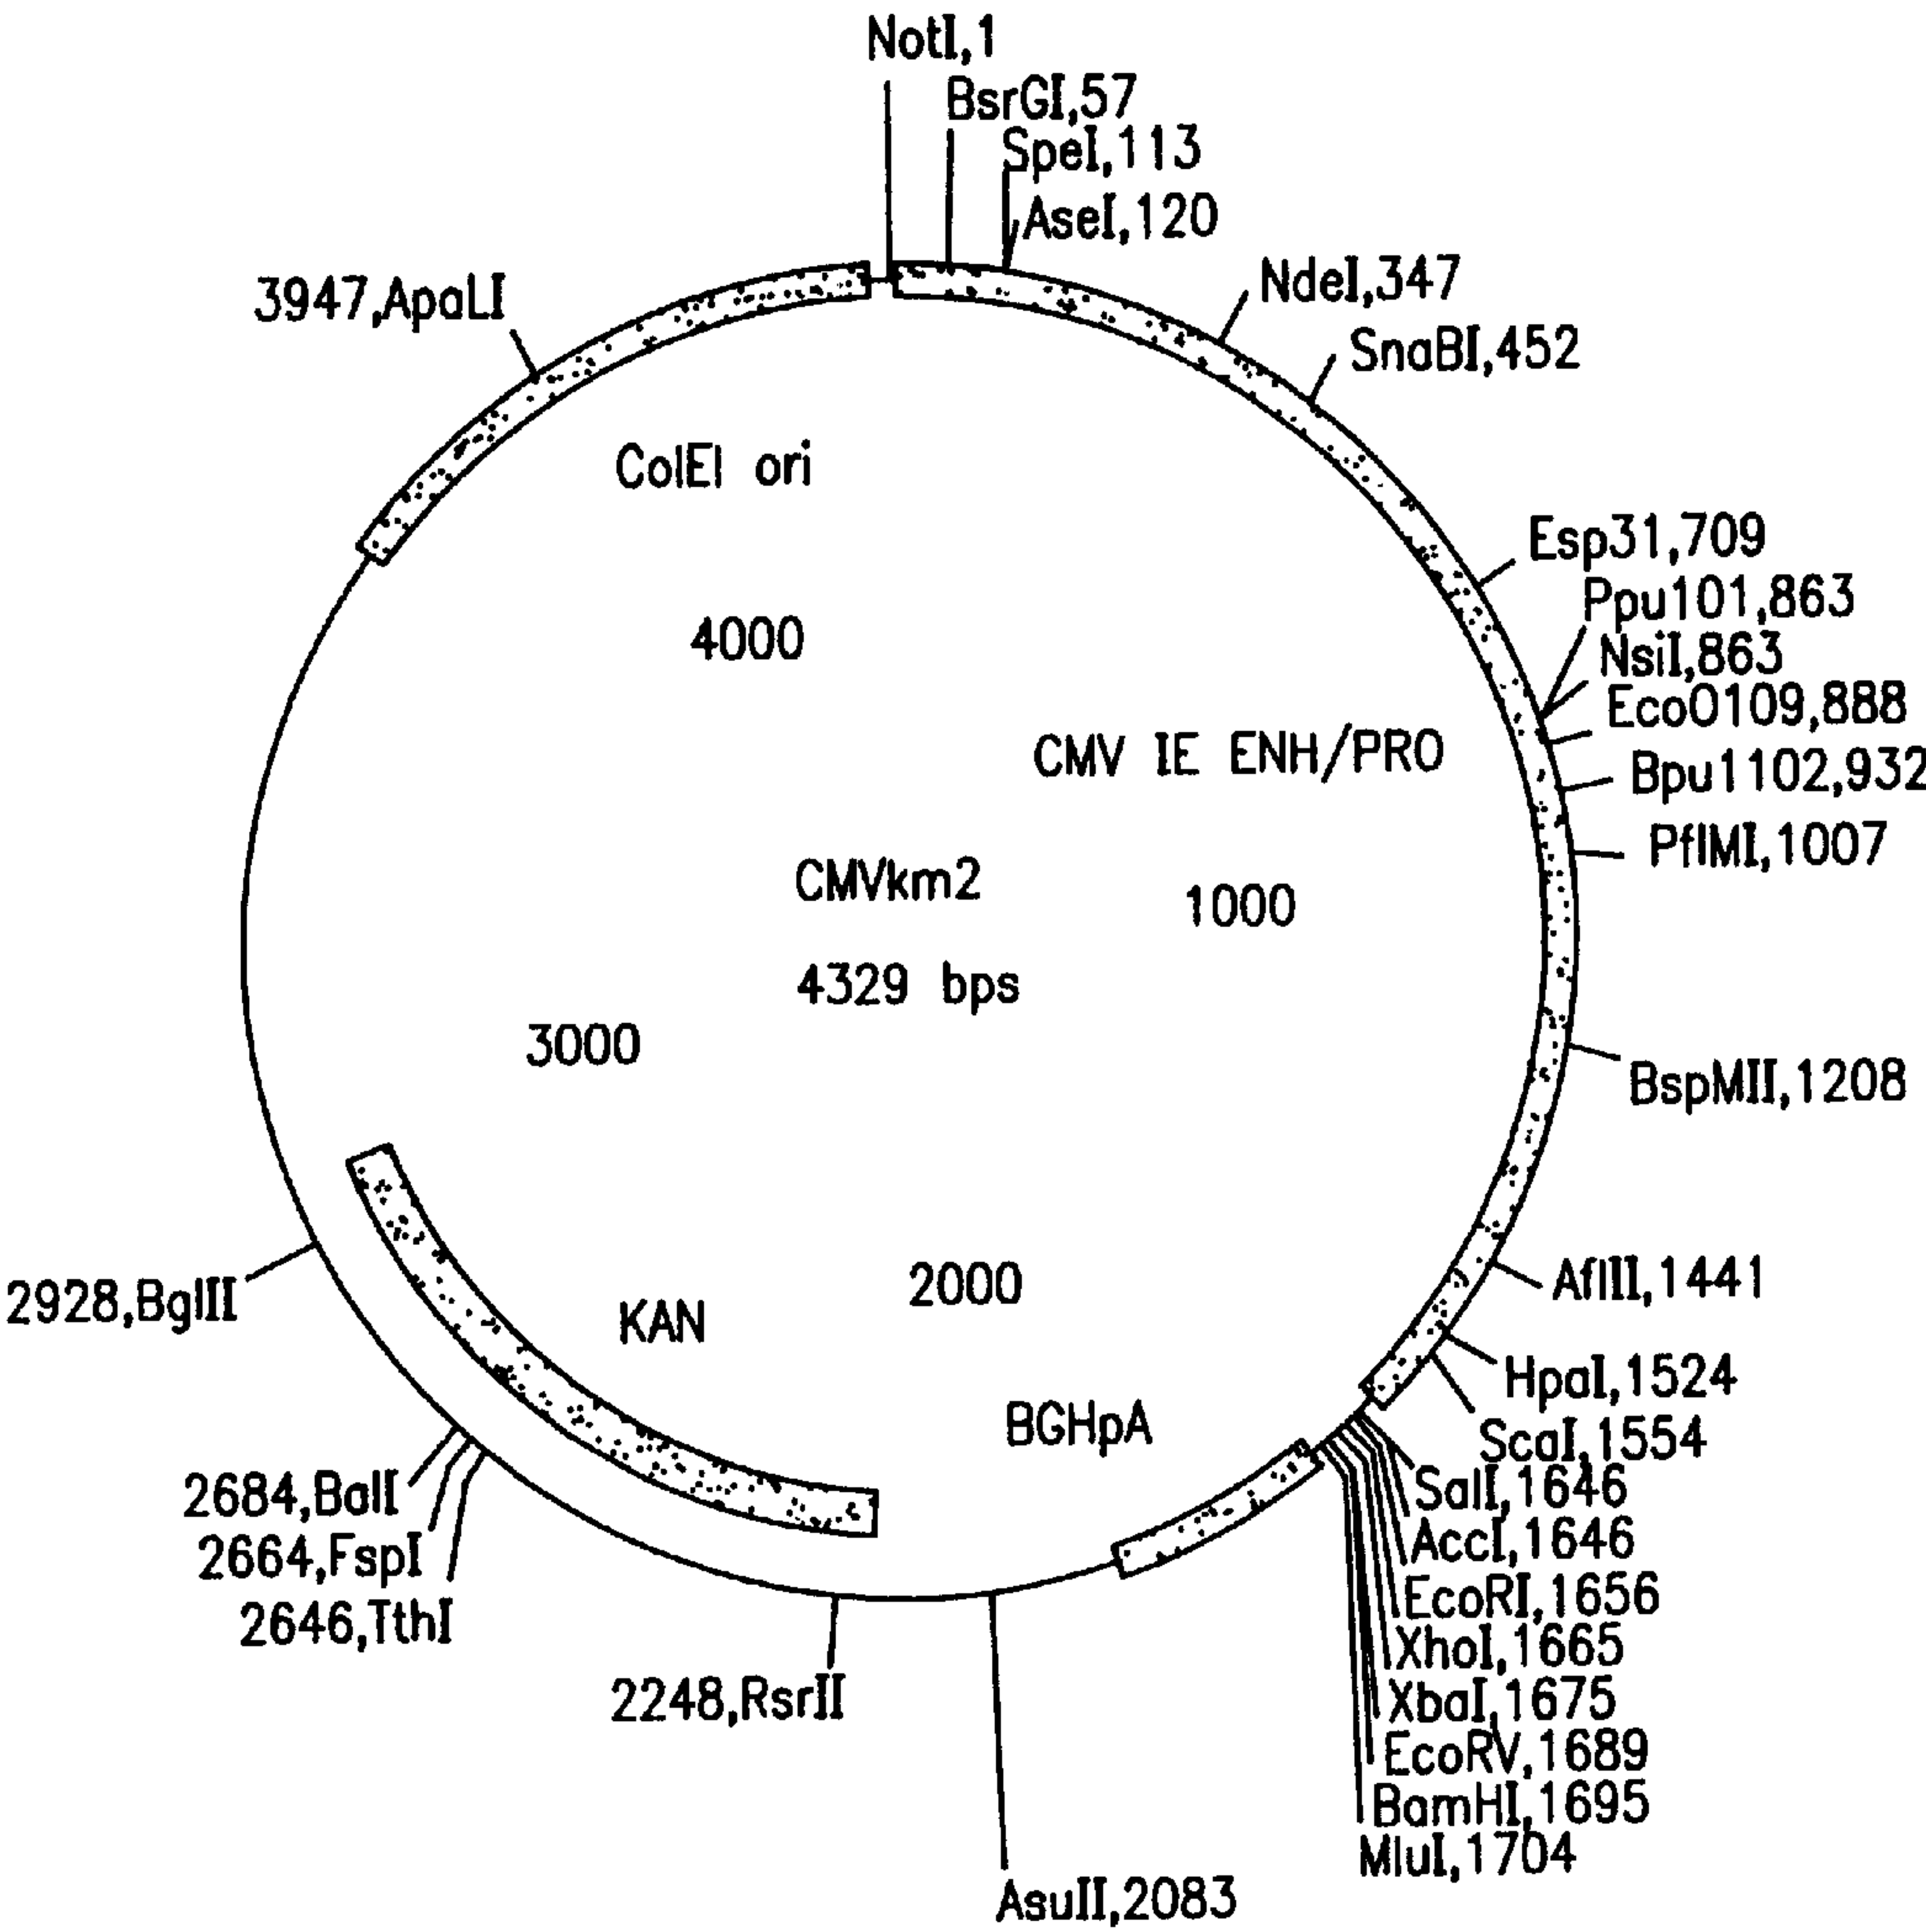 NotI,1
BsrGI,57
SpeI,113
AseI,120
NdeI,347
3947,ApaLI
SnaBI,452
ColEI ori
Esp31,709
Ppu101,863
4000
NsiI,863
EcoO109,888
CMV IE ENH/PRO
Bpu1102,932
PflMI,1007
CMVkm2
1000
4329 bps
3000
BspMII,1208
AflII,1441
2000
2928,BglII
KAN
HpaI,1524
BGHpA
ScaI,1554
SalI,1646
2684,BalI
AccI,1646
2664,FspI
EcoRI,1656
2646,TthI
XhoI,1665
2248,RsrII
XbaI,1675
EcoRV,1689
BamHI,1695
MluI,1704
AsuII,2083